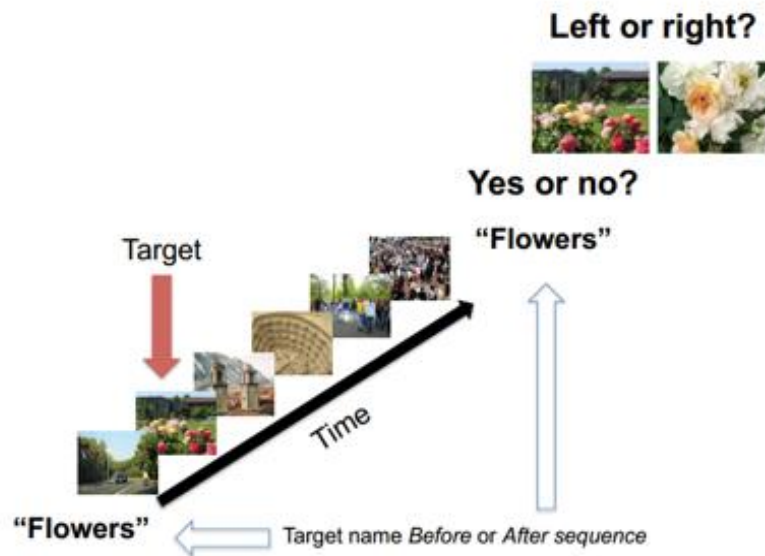 Left or right?
Yes or no?
“Flowers”
Target
Time
“Flowers”
Target name Before or After sequence